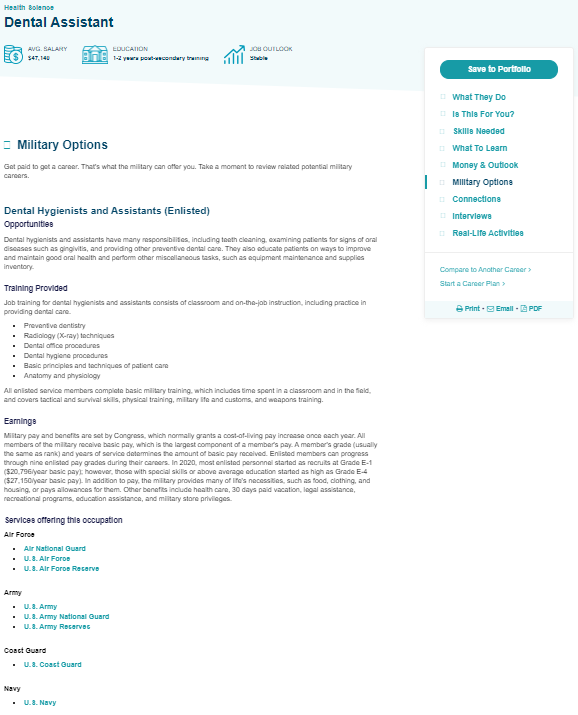 Health Science
Dental Assistant
AVG. SALARY
$47,140
EDUCATION
1-2 years post-secondary training
JOB OUTLOOK
Stable
Save to Portfolio
What They Do
Is This For You?
Skills Needed
What To Learn
Money & Outlook
Military Options
Connections
Interviews
Real-Life Activities
Compare to Another Career >
Start a Career Plan >
Print • Email • PDF
Military Options
Get paid to get a career. That's what the military can offer you. Take a moment to review related potential military
careers.
Dental Hygienists and Assistants (Enlisted)
Opportunities
Dental hygienists and assistants have many responsibilities, including teeth cleaning, examining patients for signs of oral
diseases such as gingivitis, and providing other preventive dental care. They also educate patients on ways to improve
and maintain good oral health and perform other miscellaneous tasks, such as equipment maintenance and supplies
inventory.
Training Provided
Job training for dental hygienists and assistants consists of classroom and on-the-job instruction, including practice in
providing dental care.
• Preventive dentistry
• Radiology (X-ray) techniques
• Dental office procedures
• Dental hygiene procedures
• Basic principles and techniques of patient care
• Anatomy and physiology
All enlisted service members complete basic military training, which includes time spent in a classroom and in the field,
and covers tactical and survival skills, physical training, military life and customs, and weapons training.
Earnings
Military pay and benefits are set by Congress, which normally grants a cost-of-living pay increase once each year. All
members of the military receive basic pay, which is the largest component of a member's pay. A member's grade (usually
the same as rank) and years of service determines the amount of basic pay received. Enlisted members can progress
through nine enlisted pay grades during their careers. In 2020, most enlisted personnel started as recruits at Grade E-1
($20,796/year basic pay); however, those with special skills or above average education started as high as Grade E-4
($27,150/year basic pay). In addition to pay, the military provides many of life's necessities, such as food, clothing, and
housing, or pays allowances for them. Other benefits include health care, 30 days paid vacation, legal assistance,
recreational programs, education assistance, and military store privileges.
Services offering this occupation
Air Force
• Air National Guard
• U.S. Air Force
• U.S. Air Force Reserve
Army
• U.S. Army
• U.S. Army National Guard
• U.S. Army Reserves
Coast Guard
• U.S. Coast Guard
Navy
• U.S. Navy